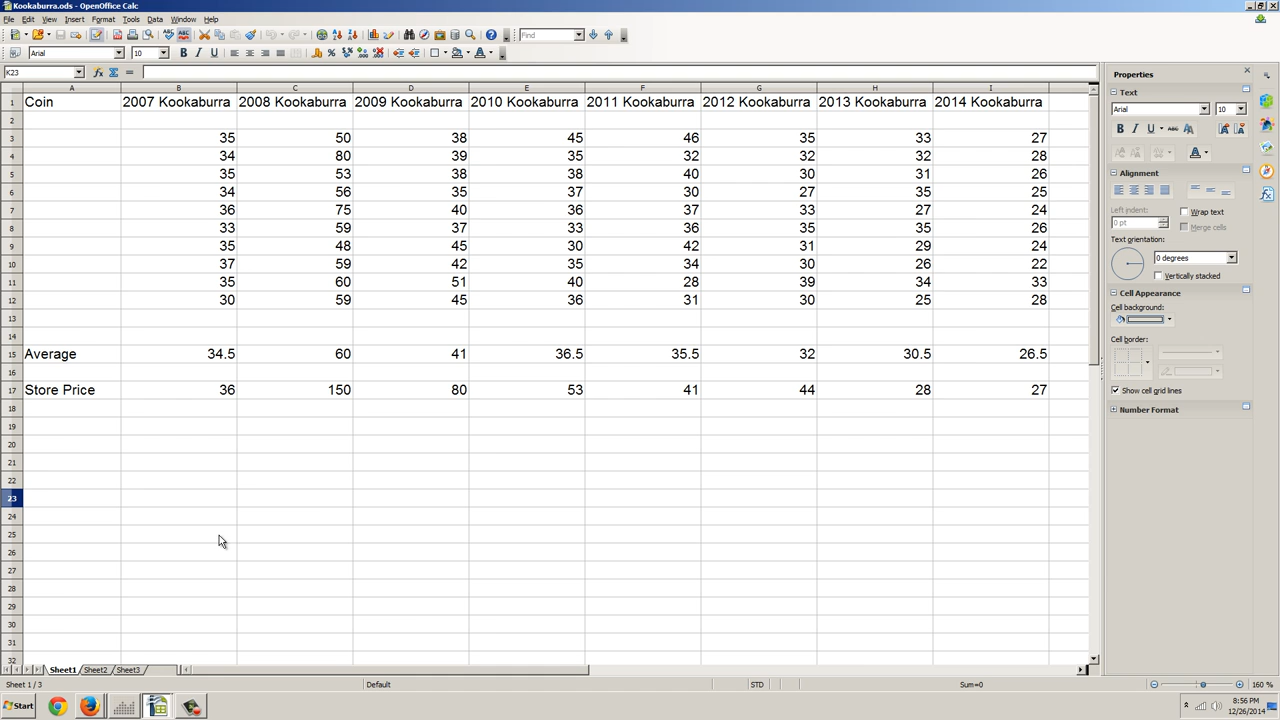 Kookaburra.ods - OpenOffice Calc
File Edit View Insert Format Tools Data Window Help
Find
Arial 10
K23
A B C D E F G H I
1 Coin 2007 Kookaburra 2008 Kookaburra 2009 Kookaburra 2010 Kookaburra 2011 Kookaburra 2012 Kookaburra 2013 Kookaburra 2014 Kookaburra
2
3 35 50 38 45 46 35 33 27
4 34 80 39 35 32 32 32 28
5 35 53 38 38 40 30 31 26
6 34 56 35 37 30 27 35 25
7 36 75 40 36 37 33 27 24
8 33 59 37 33 36 35 35 26
9 35 48 45 30 42 31 29 24
10 37 59 42 35 34 30 26 22
11 35 60 51 40 28 39 34 33
12 30 59 45 36 31 30 25 28
13
14
15 Average 34.5 60 41 36.5 35.5 32 30.5 26.5
16
17 Store Price 36 150 80 53 41 44 28 27
18
19
20
21
22
23
24
25
26
27
28
29
30
31
32
Sheet1 Sheet2 Sheet3
Sheet 1 / 3 Default STD Sum=0 160 %
Properties
Text
Arial 10
Alignment
Left indent:
0 pt
Wrap text
Merge cells
Text orientation:
0 degrees
Vertically stacked
Cell Appearance
Cell background:
Cell border:
Show cell grid lines
Number Format
Start
8:56 PM
12/26/2014